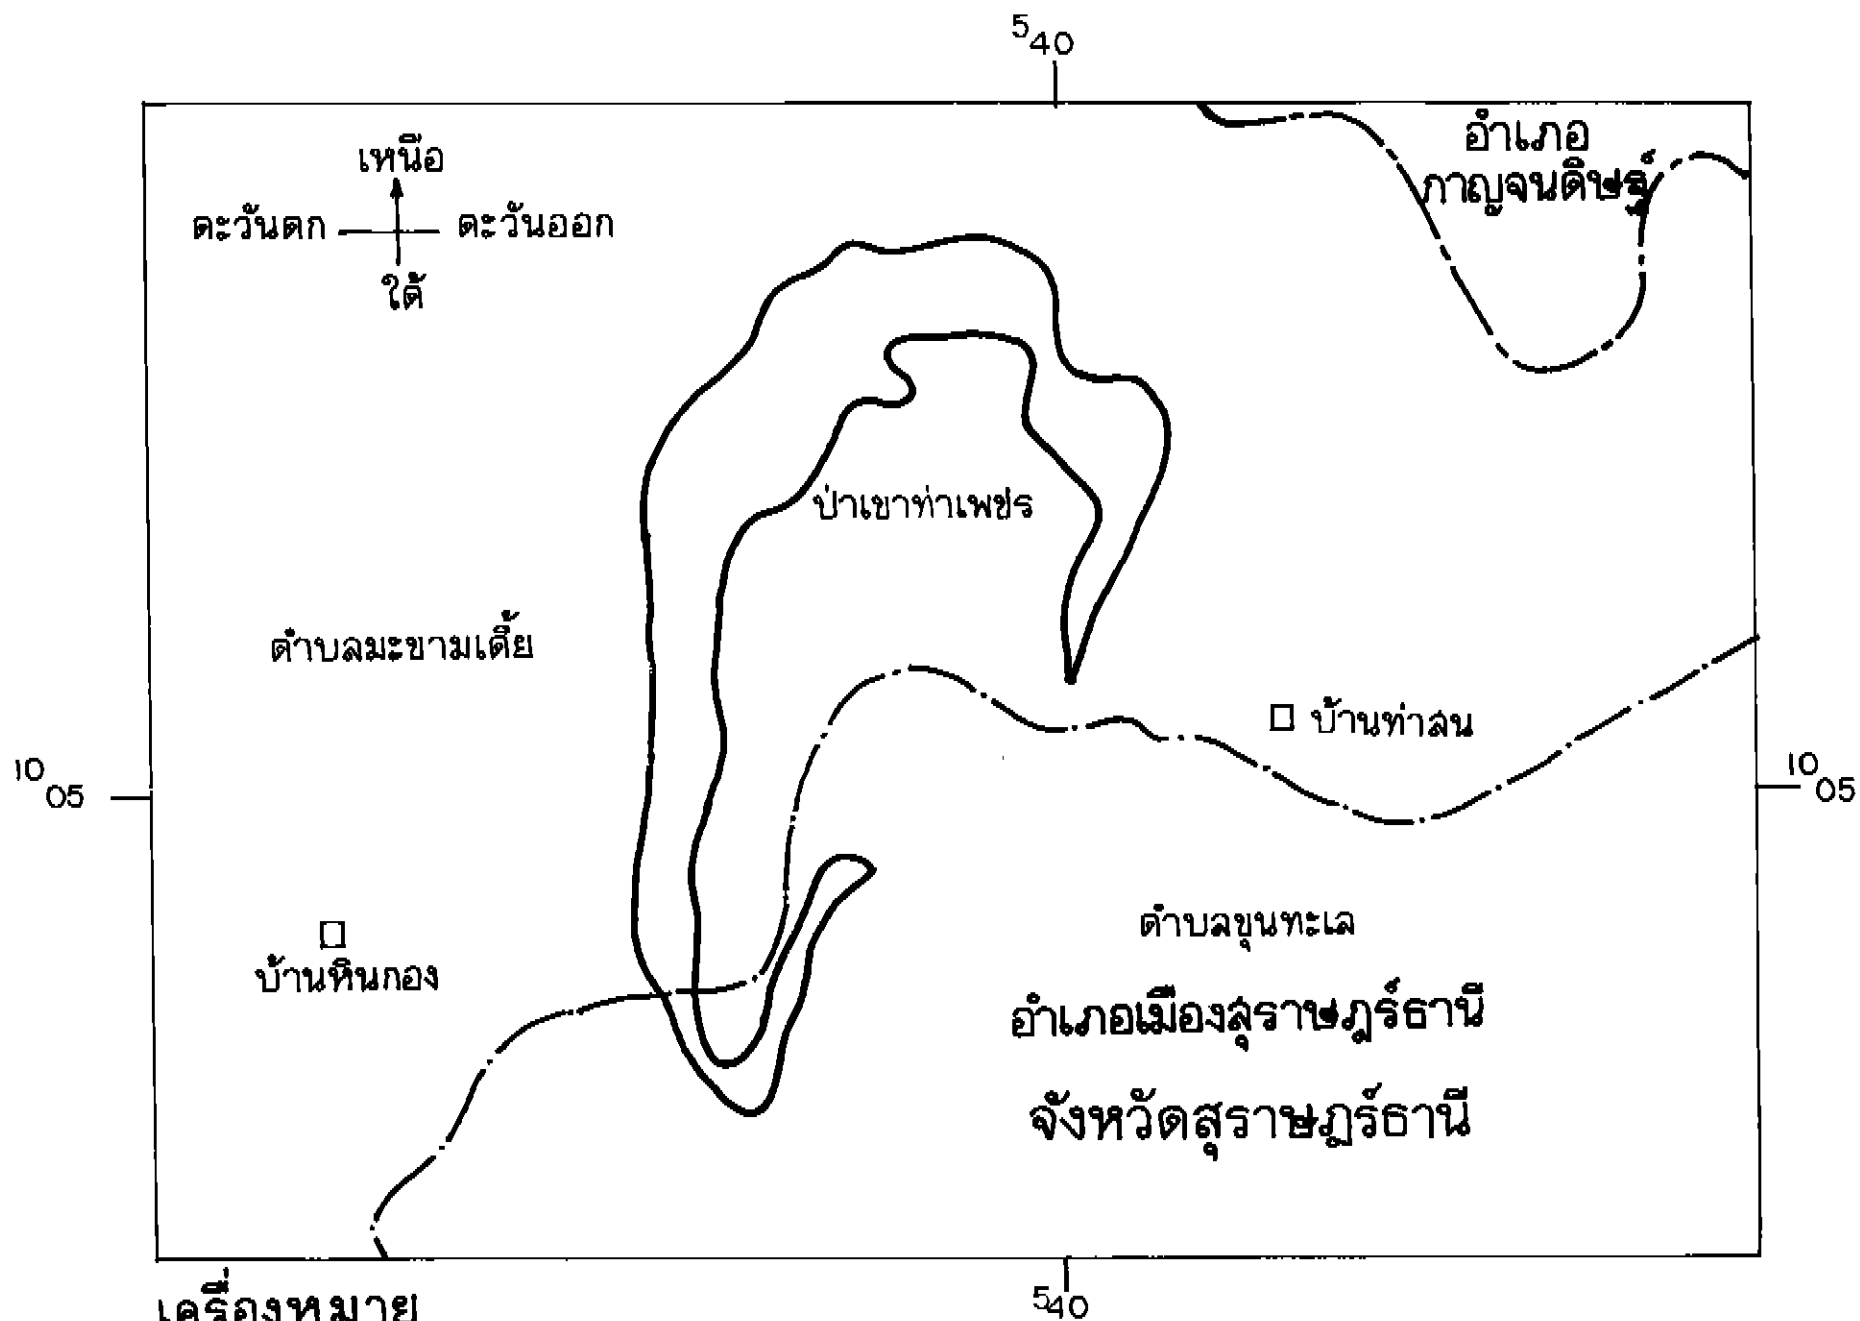 540
อำเภอ
กาญจนดิษฐ์
เหนือ
ตะวันตก ตะวันออก
ใต้
ป่าเขาท่าเพชร
ตำบลมะขามเตี้ย
บ้านท่าสน
10 05
10 05
ตำบลขุนทะเล
บ้านหินกอง
อำเภอเมืองสุราษฎร์ธานี
จังหวัดสุราษฎร์ธานี
เครื่องหมาย
540